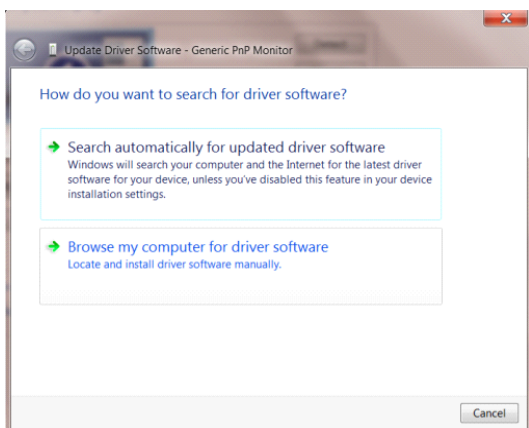 Update Driver Software - Generic PnP Monitor
How do you want to search for driver software?
Search automatically for updated driver software
Windows will search your computer and the Internet for the latest driver
software for your device, unless you've disabled this feature in your device
installation settings.
Browse my computer for driver software
Locate and install driver software manually.
Cancel